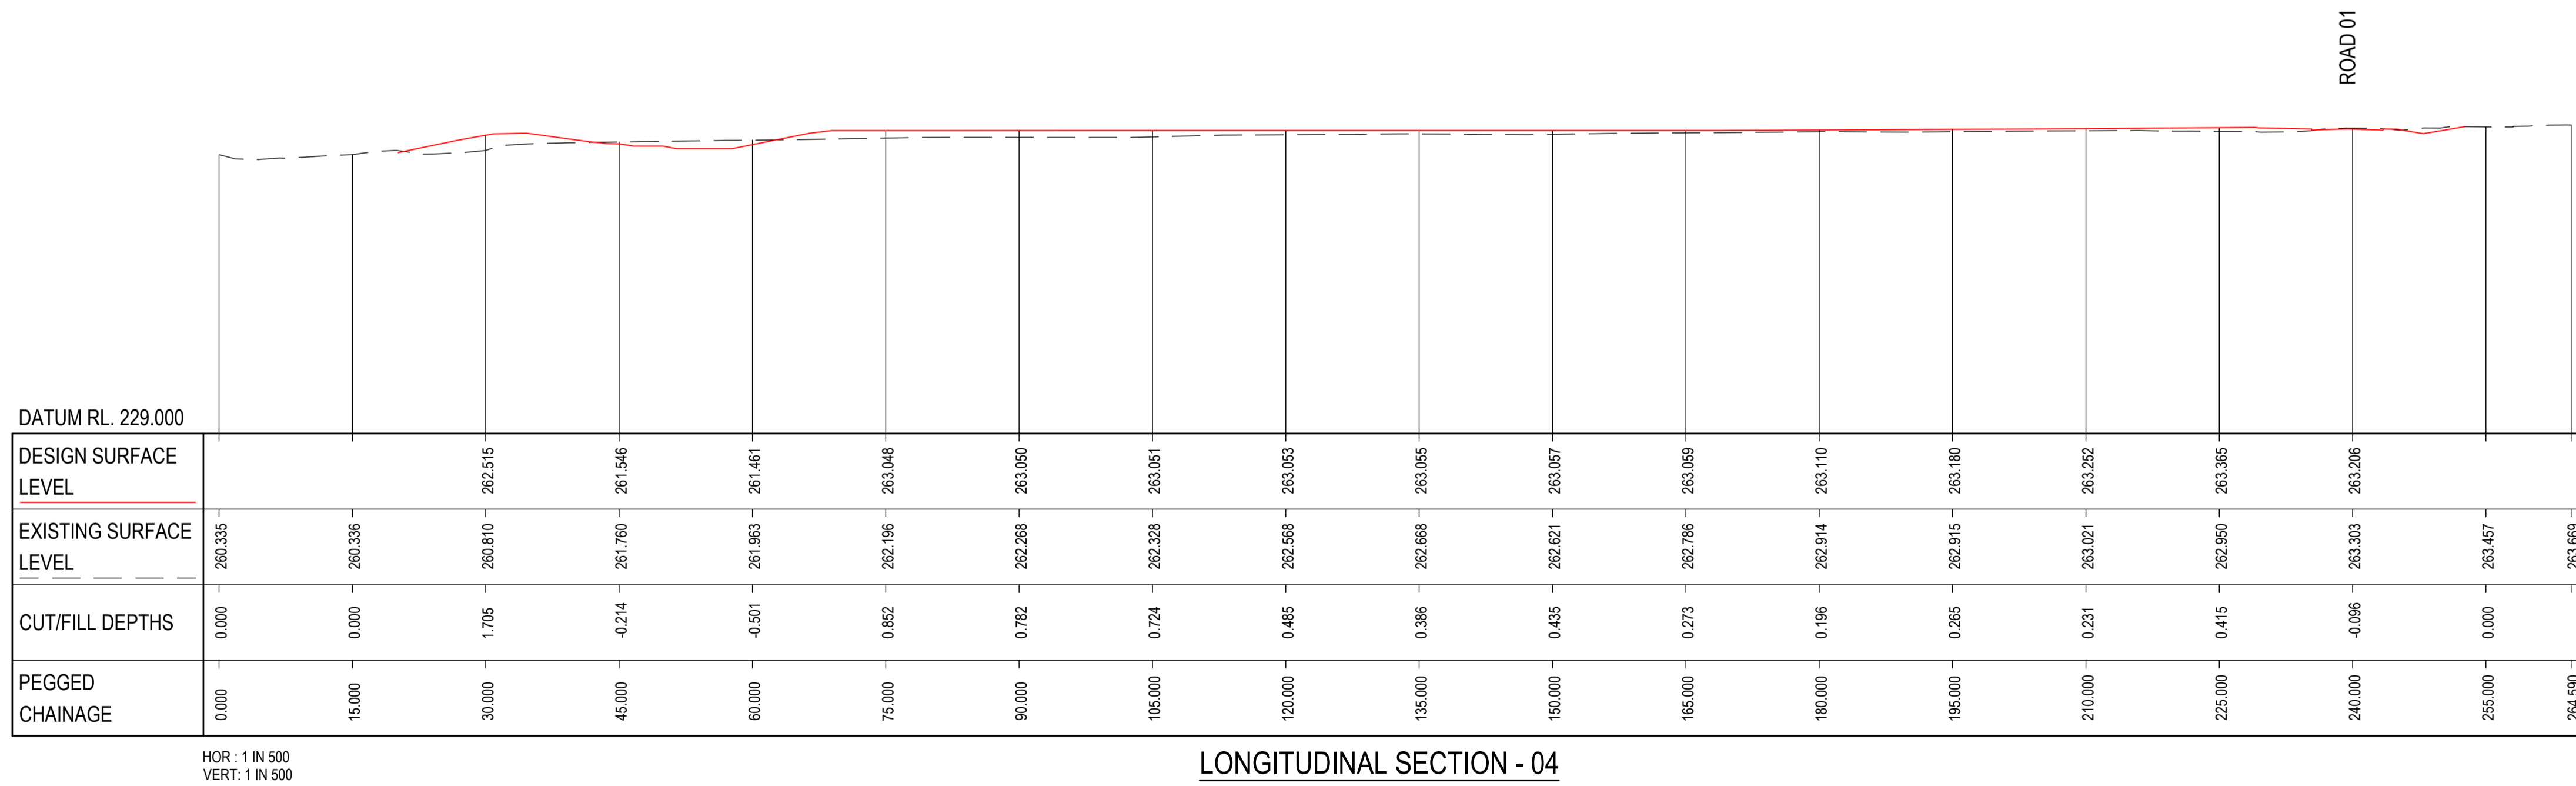 ROAD 01
DATUM RL. 229.000
DESIGN SURFACE
LEVEL
262.515 261.546 261.461 263.048 263.050 263.051 263.053 263.055 263.057 263.059 263.110 263.180 263.252 263.365 263.206
EXISTING SURFACE
LEVEL
260.335 260.336 260.810 261.760 261.963 262.196 262.268 262.328 262.568 262.668 262.621 262.786 262.914 262.915 263.021 262.950 263.303 263.457 263.669
CUT/FILL DEPTHS
0.000 0.000 1.705 -0.214 -0.501 0.852 0.782 0.724 0.485 0.386 0.435 0.273 0.196 0.265 0.231 0.415 -0.096 0.000
PEGGED
CHAINAGE
0.000 15.000 30.000 45.000 60.000 75.000 90.000 105.000 120.000 135.000 150.000 165.000 180.000 195.000 210.000 225.000 240.000 255.000 264.590
HOR : 1 IN 500
VERT: 1 IN 500
LONGITUDINAL SECTION - 04